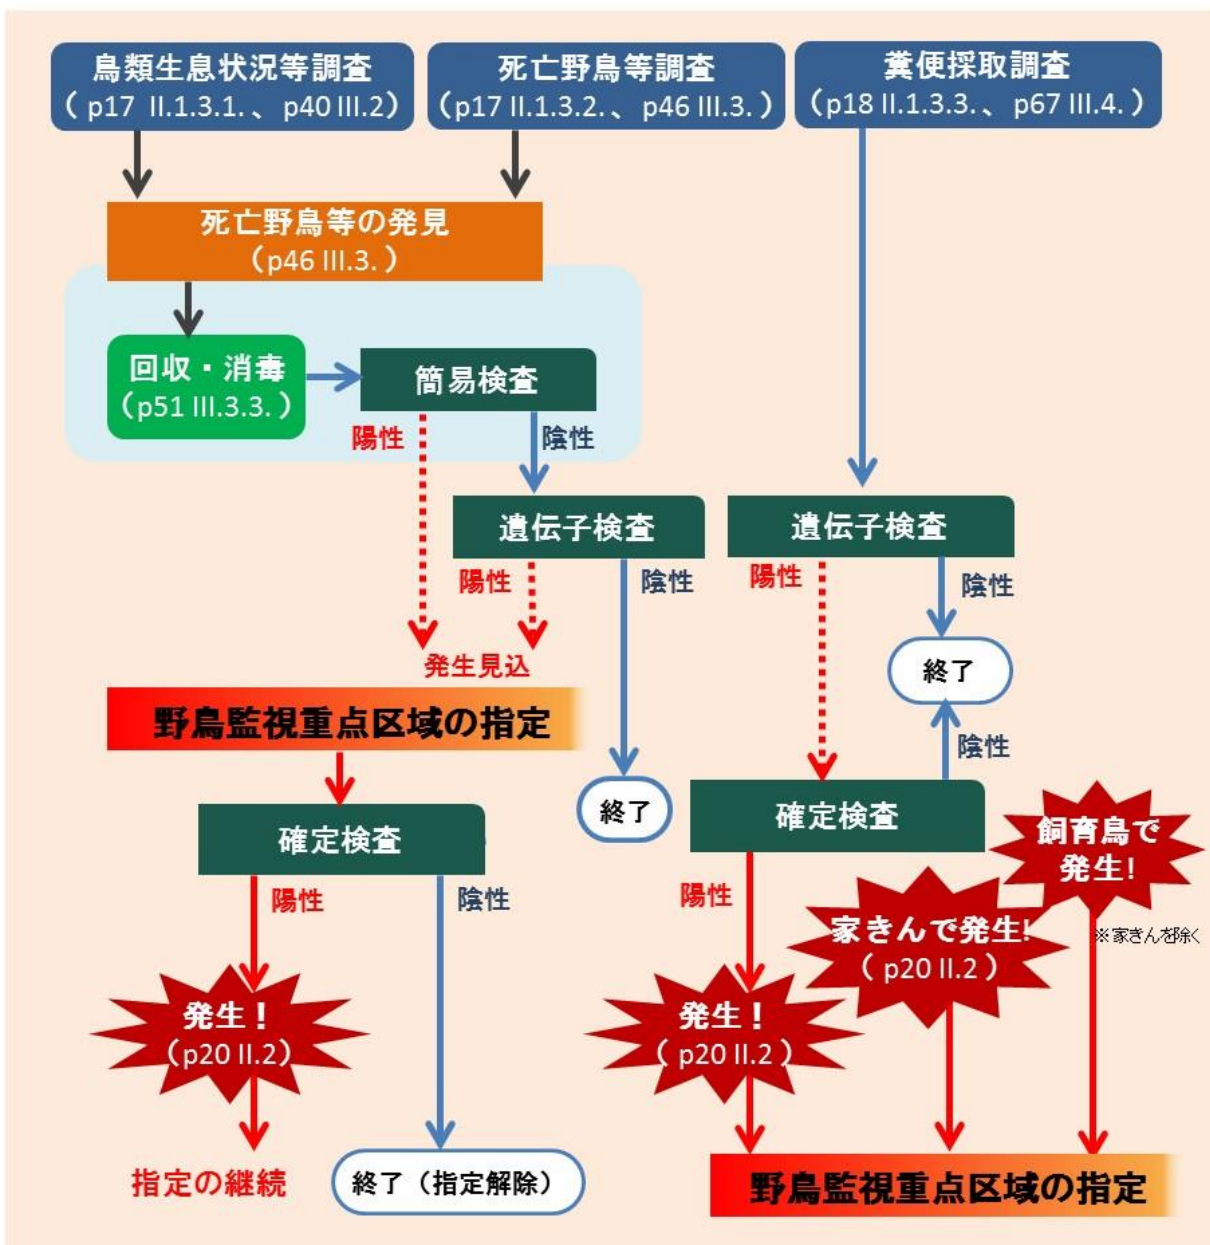 鳥類生息状況等調査
（ p17 II.1.3.1. 、 p40 III.2）
死亡野鳥等調査
（ p17 II.1.3.2. 、 p46 III.3. ）
糞便採取調査
（p18 II.1.3.3. 、 p67 III.4. ）
死亡野鳥等の発見
（p46 III.3. ）
回収・消毒
（p51 III.3.3. ）
簡易検査
陽性
陰性
遺伝子検査
陽性
陰性
遺伝子検査
陽性
陰性
終了
発生見込
野鳥監視重点区域の指定
終了
陰性
確定検査
陽性
陰性
確定検査
陽性
飼育鳥で
発生!
※家きんを除く
家きんで発生!
（ p20 II.2 ）
発生！
（p20 II.2）
発生！
（ p20 II.2 ）
指定の継続
終了（指定解除）
野鳥監視重点区域の指定